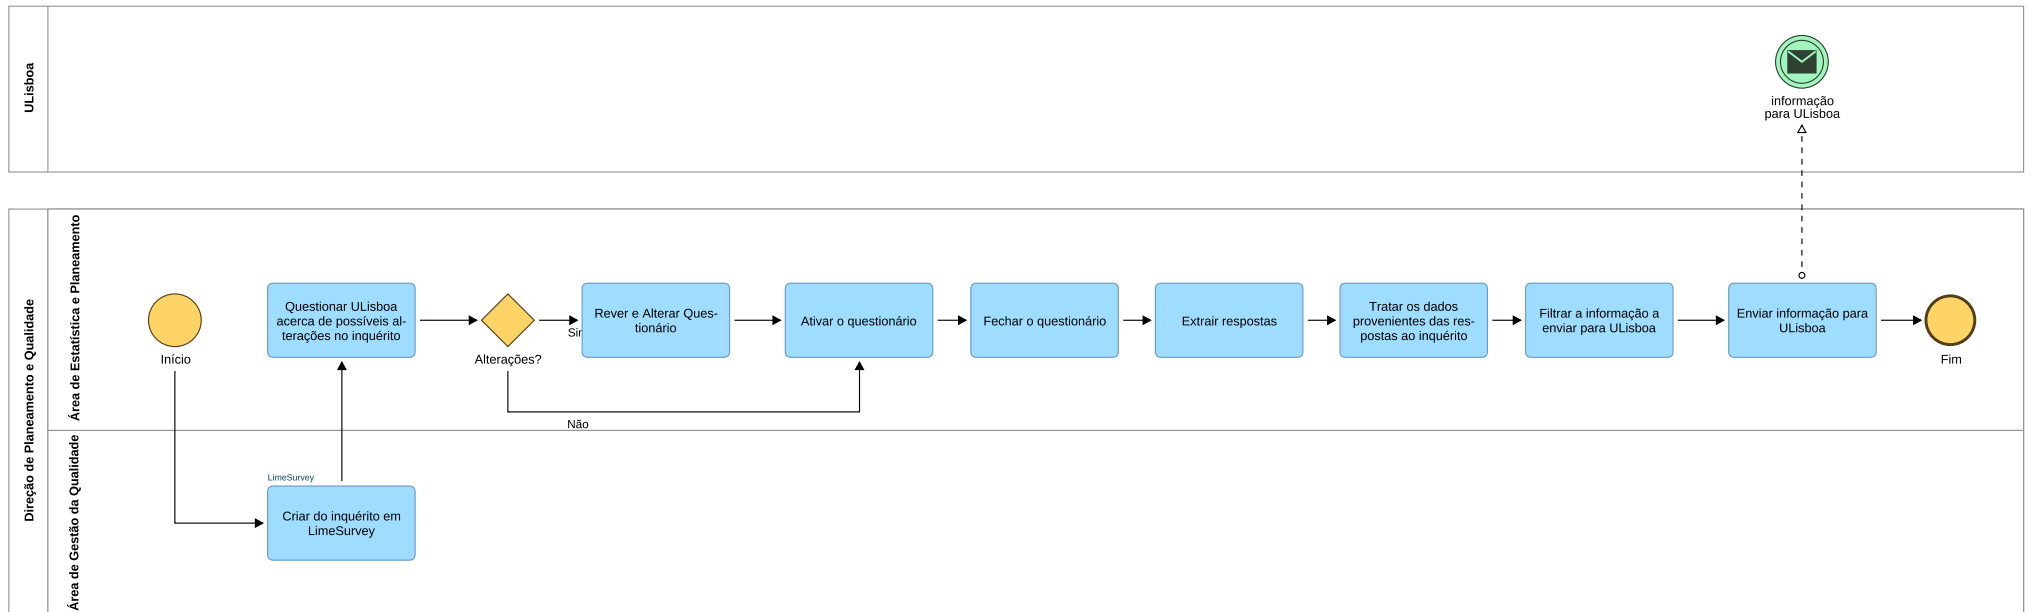 ULisboa
informação
para ULisboa
Direção de Planeamento e Qualidade
Área de Estatística e Planeamento
Início
Questionar ULisboa
acerca de possíveis al-
terações no inquérito
Alterações?
Sin
Não
Rever e Alterar Ques-
tionário
Ativar o questionário
Fechar o questionário
Extrair respostas
Tratar os dados
provenientes das res-
postas ao inquérito
Filtrar a informação a
enviar para ULisboa
Enviar informação para
ULisboa
Fim
Área de Gestão da Qualidade
LimeSurvey
Criar do inquérito em
LimeSurvey